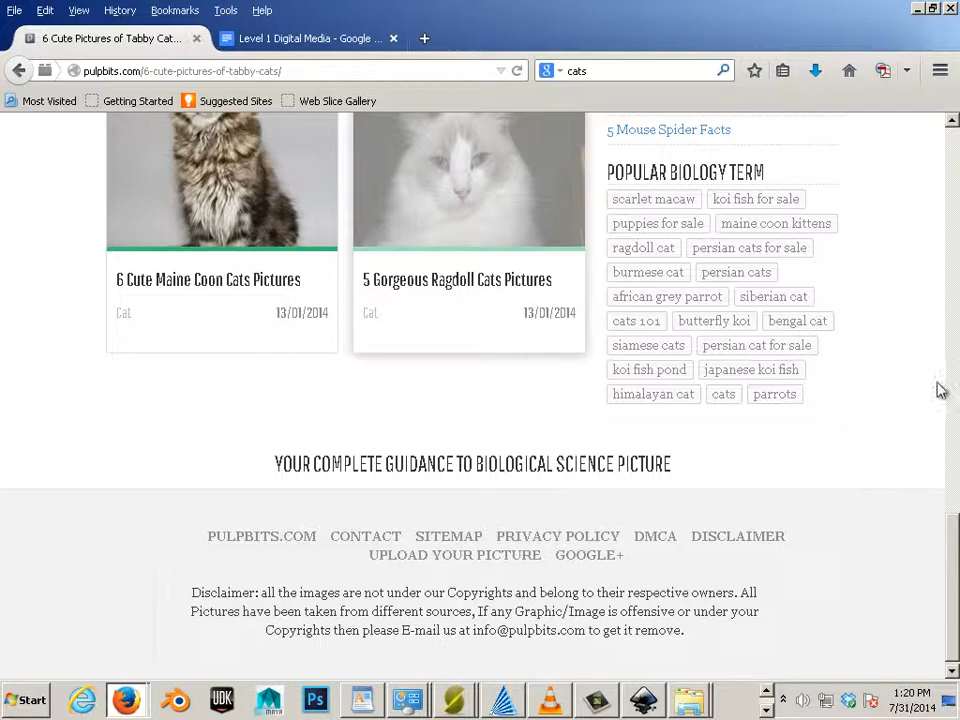 File Edit View History Bookmarks Tools Help
6 Cute Pictures of Tabby Cat... Level 1 Digital Media - Google ...
pulpbits.com/6-cute-pictures-of-tabby-cats/ cats
Most Visited Getting Started Suggested Sites Web Slice Gallery
5 Mouse Spider Facts
POPULAR BIOLOGY TERM
scarlet macaw koi fish for sale
puppies for sale maine coon kittens
ragdoll cat persian cats for sale
burmese cat persian cats
african grey parrot siberian cat
cats 101 butterfly koi bengal cat
siamese cats persian cat for sale
koi fish pond japanese koi fish
himalayan cat cats parrots
6 Cute Maine Coon Cats Pictures
Cat 13/01/2014
5 Gorgeous Ragdoll Cats Pictures
Cat 13/01/2014
YOUR COMPLETE GUIDANCE TO BIOLOGICAL SCIENCE PICTURE
PULPBITS.COM CONTACT SITEMAP PRIVACY POLICY DMCA DISCLAIMER
UPLOAD YOUR PICTURE GOOGLE+
Disclaimer: all the images are not under our Copyrights and belong to their respective owners. All
Pictures have been taken from different sources, If any Graphic/Image is offensive or under your
Copyrights then please E-mail us at info@pulpbits.com to get it remove.
Start UDK MAYA Ps 1:20 PM
7/31/2014